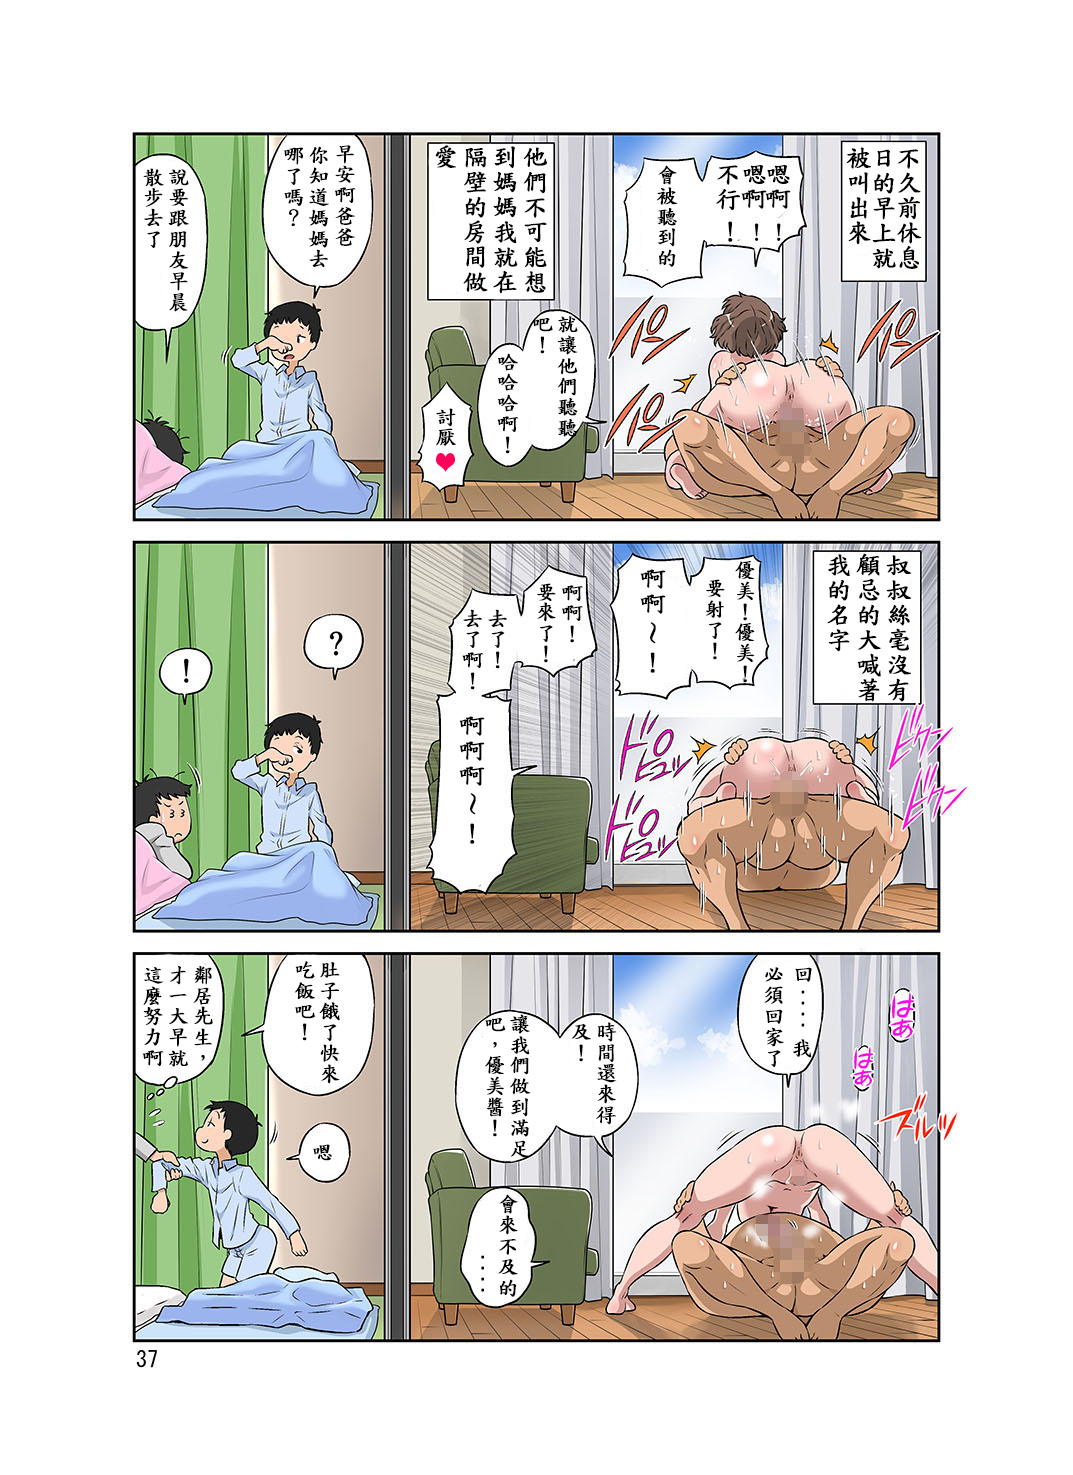 不久前休息
日的早上就
被叫出來
嗯啊！
嗯啊！
不行！
會被聽到的
他們不可能想
到媽媽我就在
隔壁的房間做
愛
就讓他們聽聽
吧！
哈哈哈啊！
討厭♥
パン
パン
パン
パン
早安啊爸爸
你知道媽媽去
哪了嗎？
說要跟朋友早晨
散步去了
叔叔絲毫沒有
顧忌的大喊著
我的名字
優美！優美！
要射了！
啊啊～！
啊啊！
要來了！
去了！
去了啊！
啊啊啊～！
ビクン
ビクン
ドピュッ
ドピュッ
？
！
回····我
必須回家了
はぁ
はぁ
ズルッ
時間還來得
及！
讓我們做到滿足
吧，優美醬！
會來不及的
····
肚子餓了快來
吃飯吧！
嗯
鄰居先生，
才一大早就
這麼努力啊
37